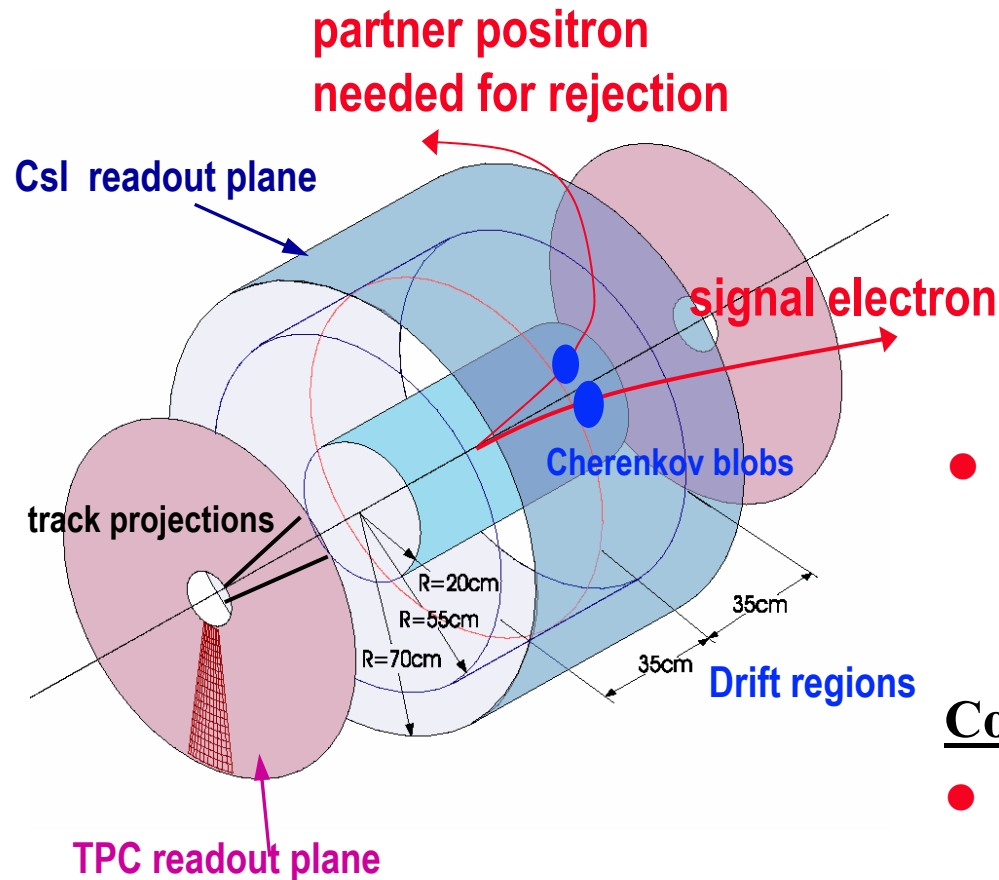 partner positron
needed for rejection
CsI readout plane
signal electron
Cherenkov blobs
track projections
R=20cm
R=55cm
R=70cm
35cm
35cm
Drift regions
Co
TPC readout plane